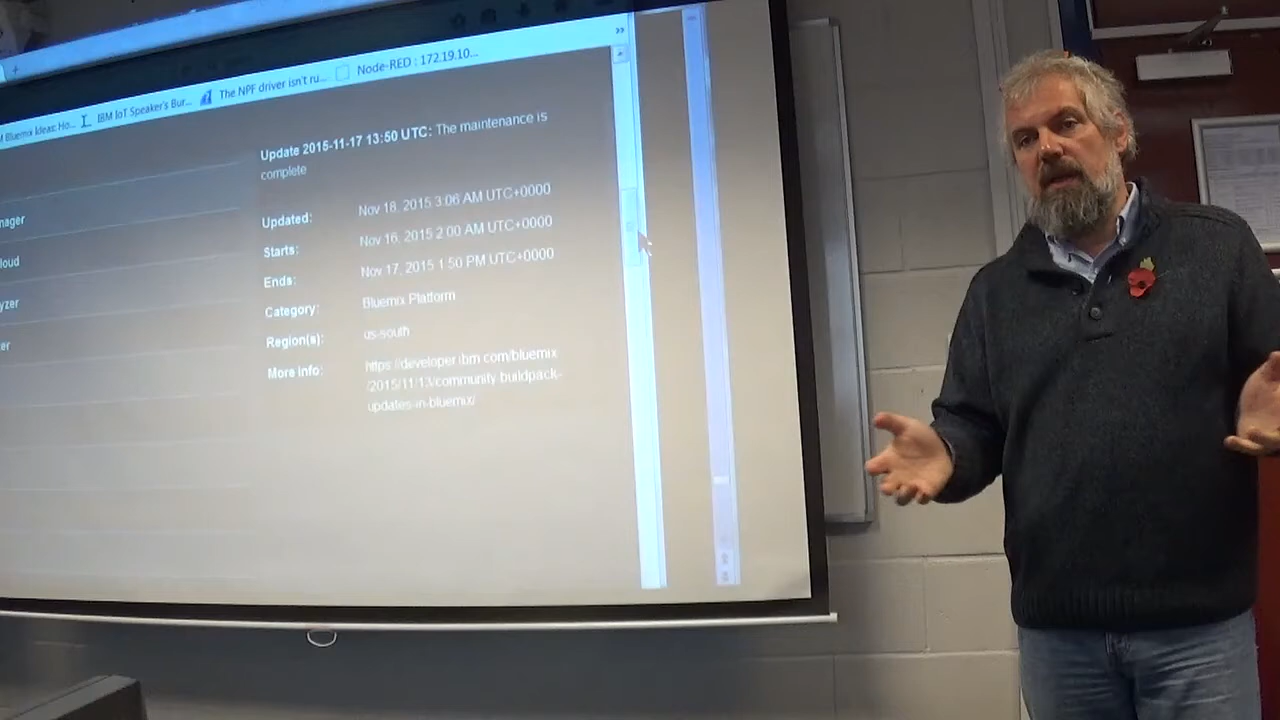 M Bluemix Ideas: Ho... IBM IoT Speaker's Bur... The NPF driver isn't ru... Node-RED : 172.19.10... »
Update 2015-11-17 13:50 UTC: The maintenance is
complete
nager
Updated: Nov 18, 2015 3:06 AM UTC+0000
Starts: Nov 16, 2015 2:00 AM UTC+0000
loud
Ends: Nov 17, 2015 1:50 PM UTC+0000
yzer
Category: Bluemix Platform
Region(s): us-south
er
More info: https://developer.ibm.com/bluemix
/2015/11/13/community-buildpack-
updates-in-bluemix/